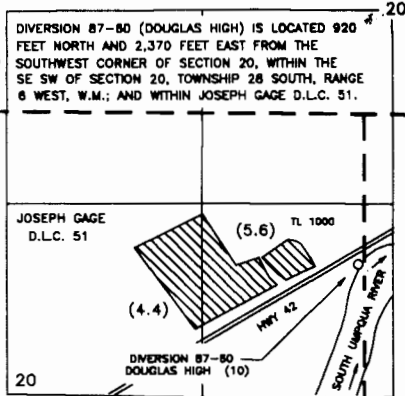 .20
DIVERSION 87-80 (DOUGLAS HIGH) IS LOCATED 920
FEET NORTH AND 2,370 FEET EAST FROM THE
SOUTHWEST CORNER OF SECTION 20, WITHIN THE
SE SW OF SECTION 20, TOWNSHIP 28 SOUTH, RANGE
6 WEST, W.M.; AND WITHIN JOSEPH GAGE D.L.C. 51.
JOSEPH GAGE
D.L.C. 51
(5.6)
TL 1000
(4.4)
HWY 42
SOUTH UMPQUA RIVER
DIVERSION 87-80
DOUGLAS HIGH (10)
20